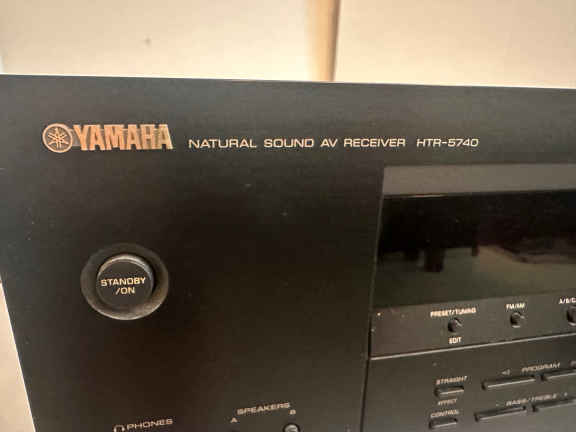 YAMAHA NATURAL SOUND AV RECEIVER HTR-5740
STANDBY
/ON
PRESET/TUNING FM/AM
EDIT
STRAIGHT PROGRAM
EFFECT
SPEAKERS BASS/TREBLE
PHONES A B CONTROL